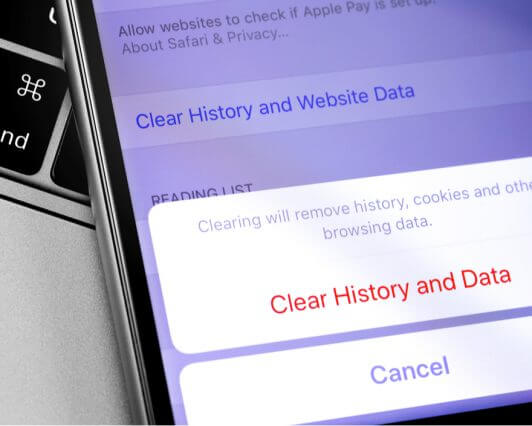 Allow websites to check if Apple Pay is set up.
About Safari & Privacy...
⌘
nd
Clear History and Website Data
READING LIST
Clearing will remove history, cookies and othe
browsing data.
Clear History and Data
Cancel